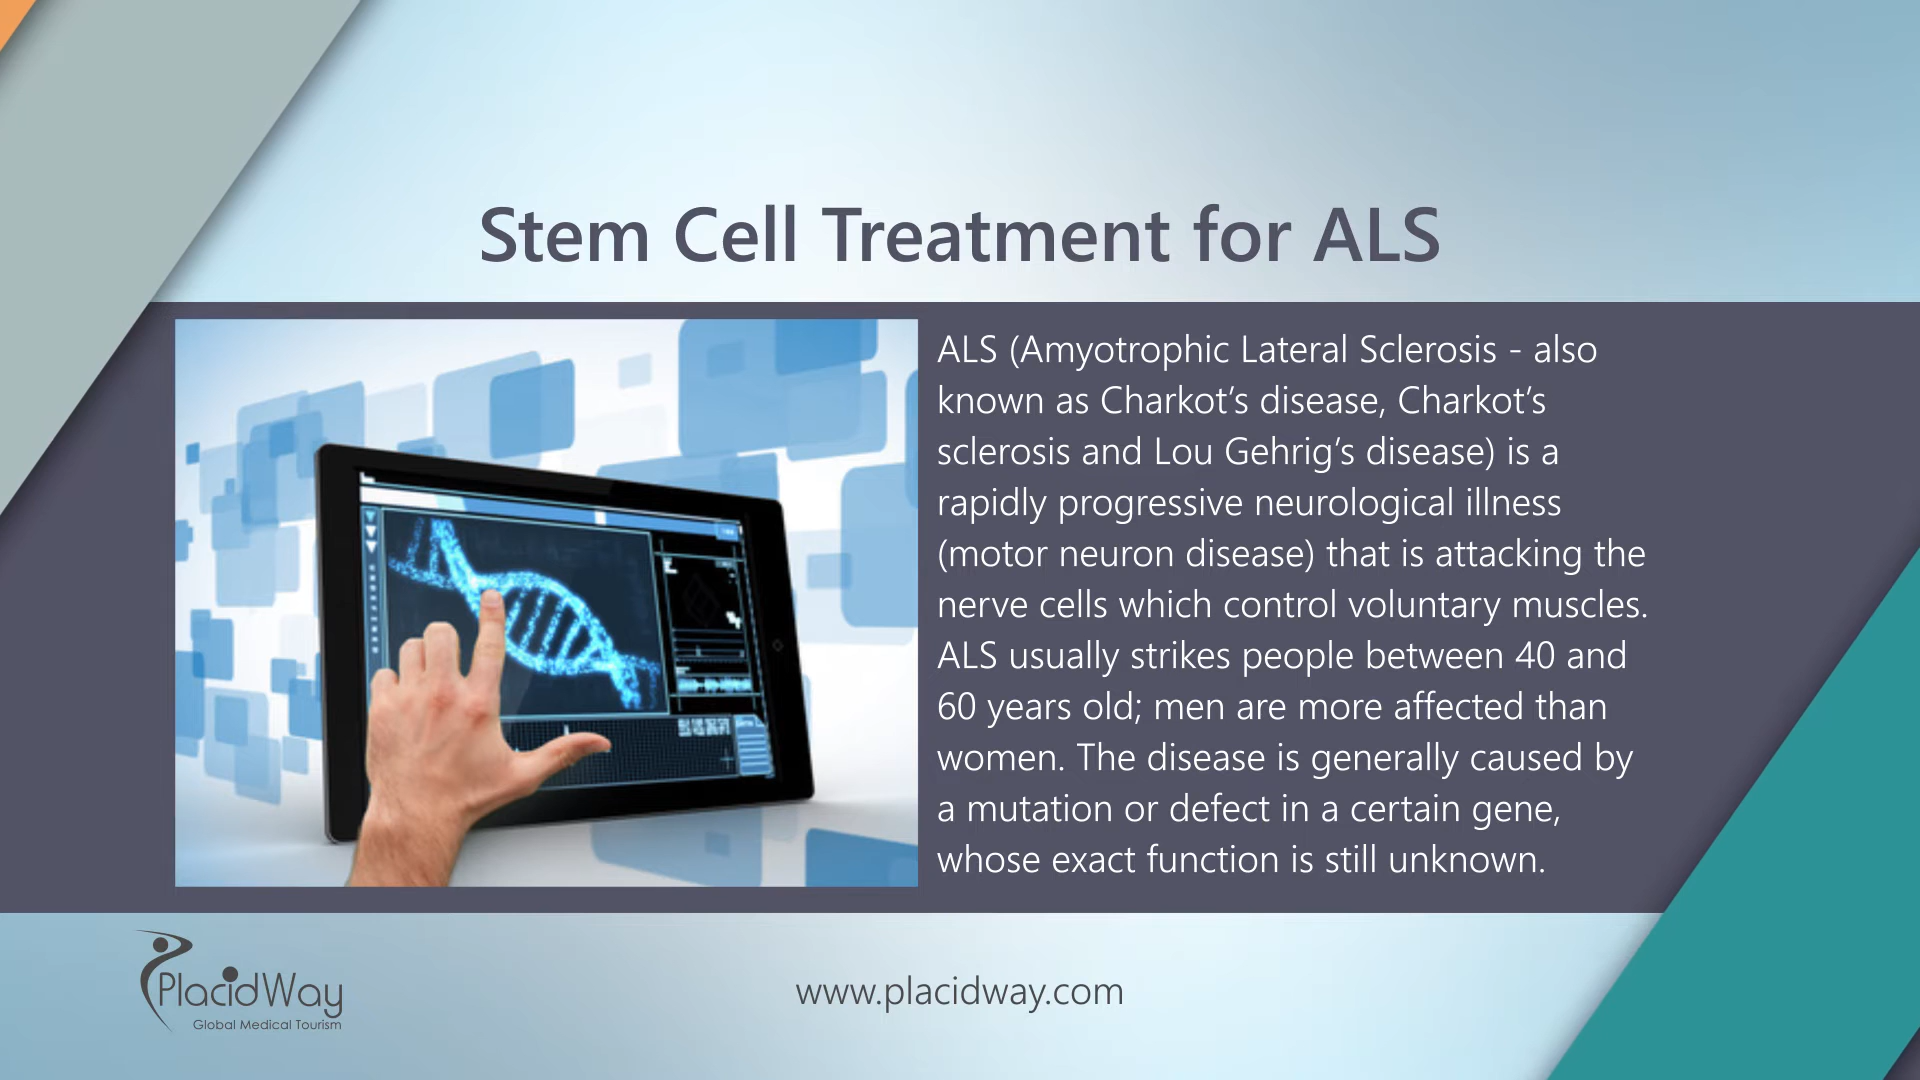 Stem Cell Treatment for ALS
ALS (Amyotrophic Lateral Sclerosis - also
known as Charkot’s disease, Charkot’s
sclerosis and Lou Gehrig’s disease) is a
rapidly progressive neurological illness
(motor neuron disease) that is attacking the
nerve cells which control voluntary muscles.
ALS usually strikes people between 40 and
60 years old; men are more affected than
women. The disease is generally caused by
a mutation or defect in a certain gene,
whose exact function is still unknown.
PlacidWay
Global Medical Tourism
www.placidway.com